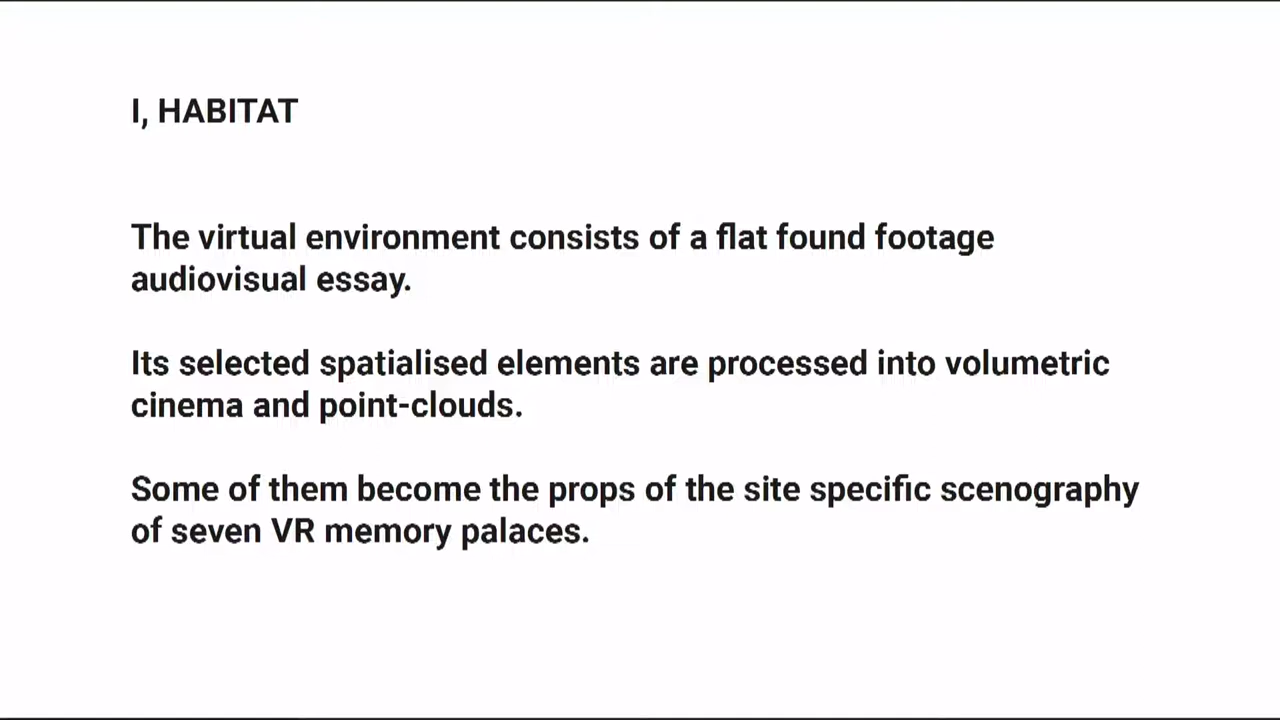 I, HABITAT
The virtual environment consists of a flat found footage
audiovisual essay.
Its selected spatialised elements are processed into volumetric
cinema and point-clouds.
Some of them become the props of the site specific scenography
of seven VR memory palaces.